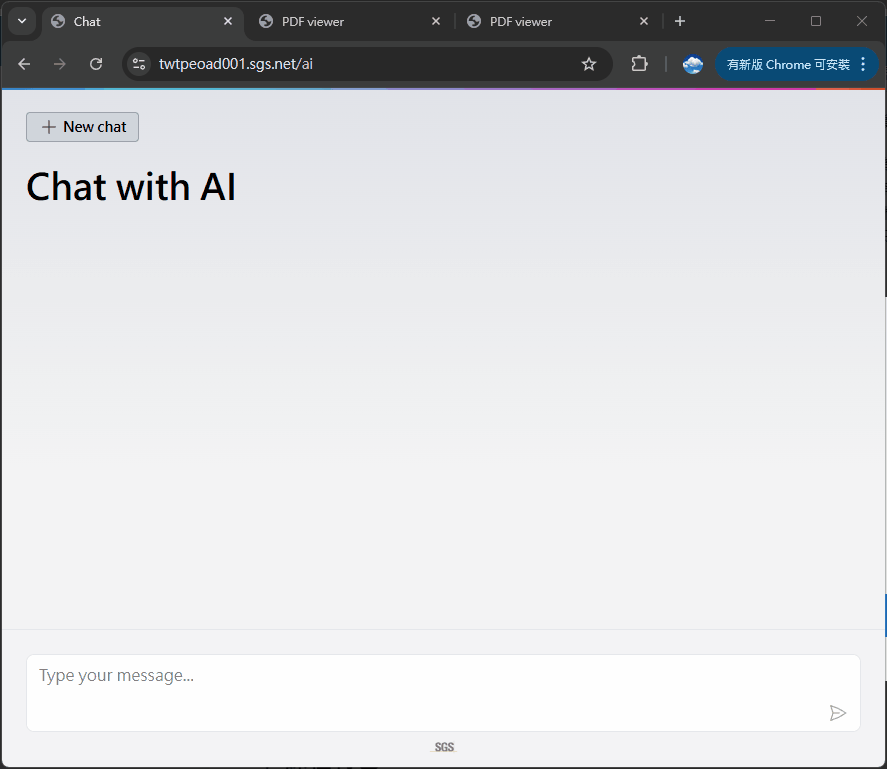 Chat
PDF viewer
PDF viewer
twtpeoad001.sgs.net/ai
有新版 Chrome 可安裝
New chat
Chat with AI
Type your message...
SGS